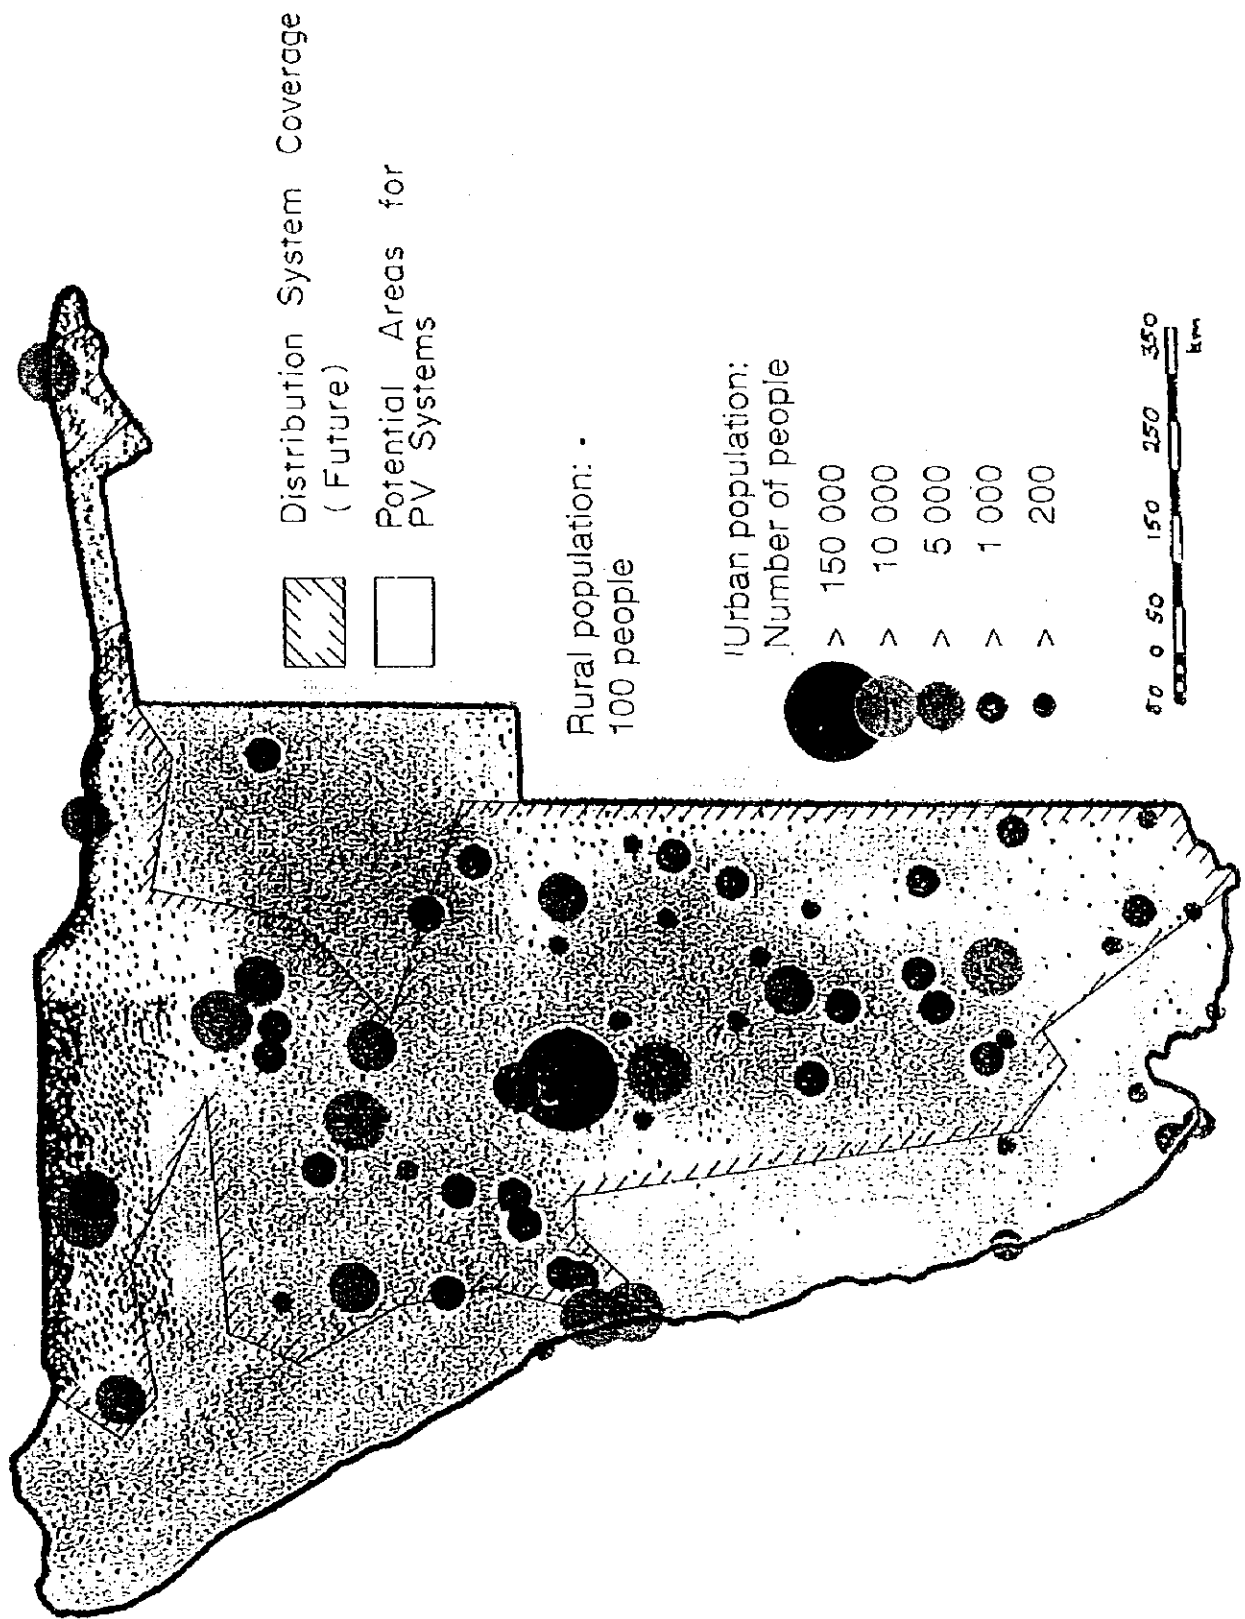 Distribution System Coverage
( Future)
Potential Areas for
PV Systems
Rural population: •
100 people
Urban population:
Number of people
> 150 000
> 10 000
> 5 000
> 1 000
> 200
50 0 50 150 250 350
km